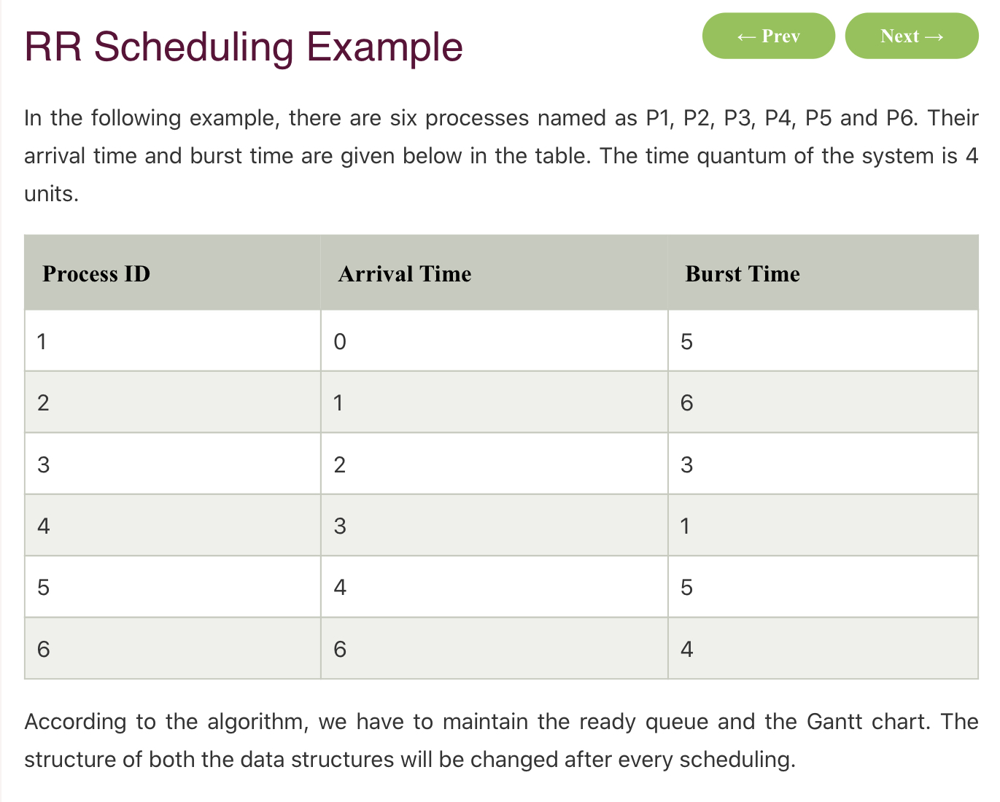 RR Scheduling Example
← Prev
Next →
In the following example, there are six processes named as P1, P2, P3, P4, P5 and P6. Their
arrival time and burst time are given below in the table. The time quantum of the system is 4
units.
Process ID Arrival Time Burst Time
1 0 5
2 1 6
3 2 3
4 3 1
5 4 5
6 6 4
According to the algorithm, we have to maintain the ready queue and the Gantt chart. The
structure of both the data structures will be changed after every scheduling.